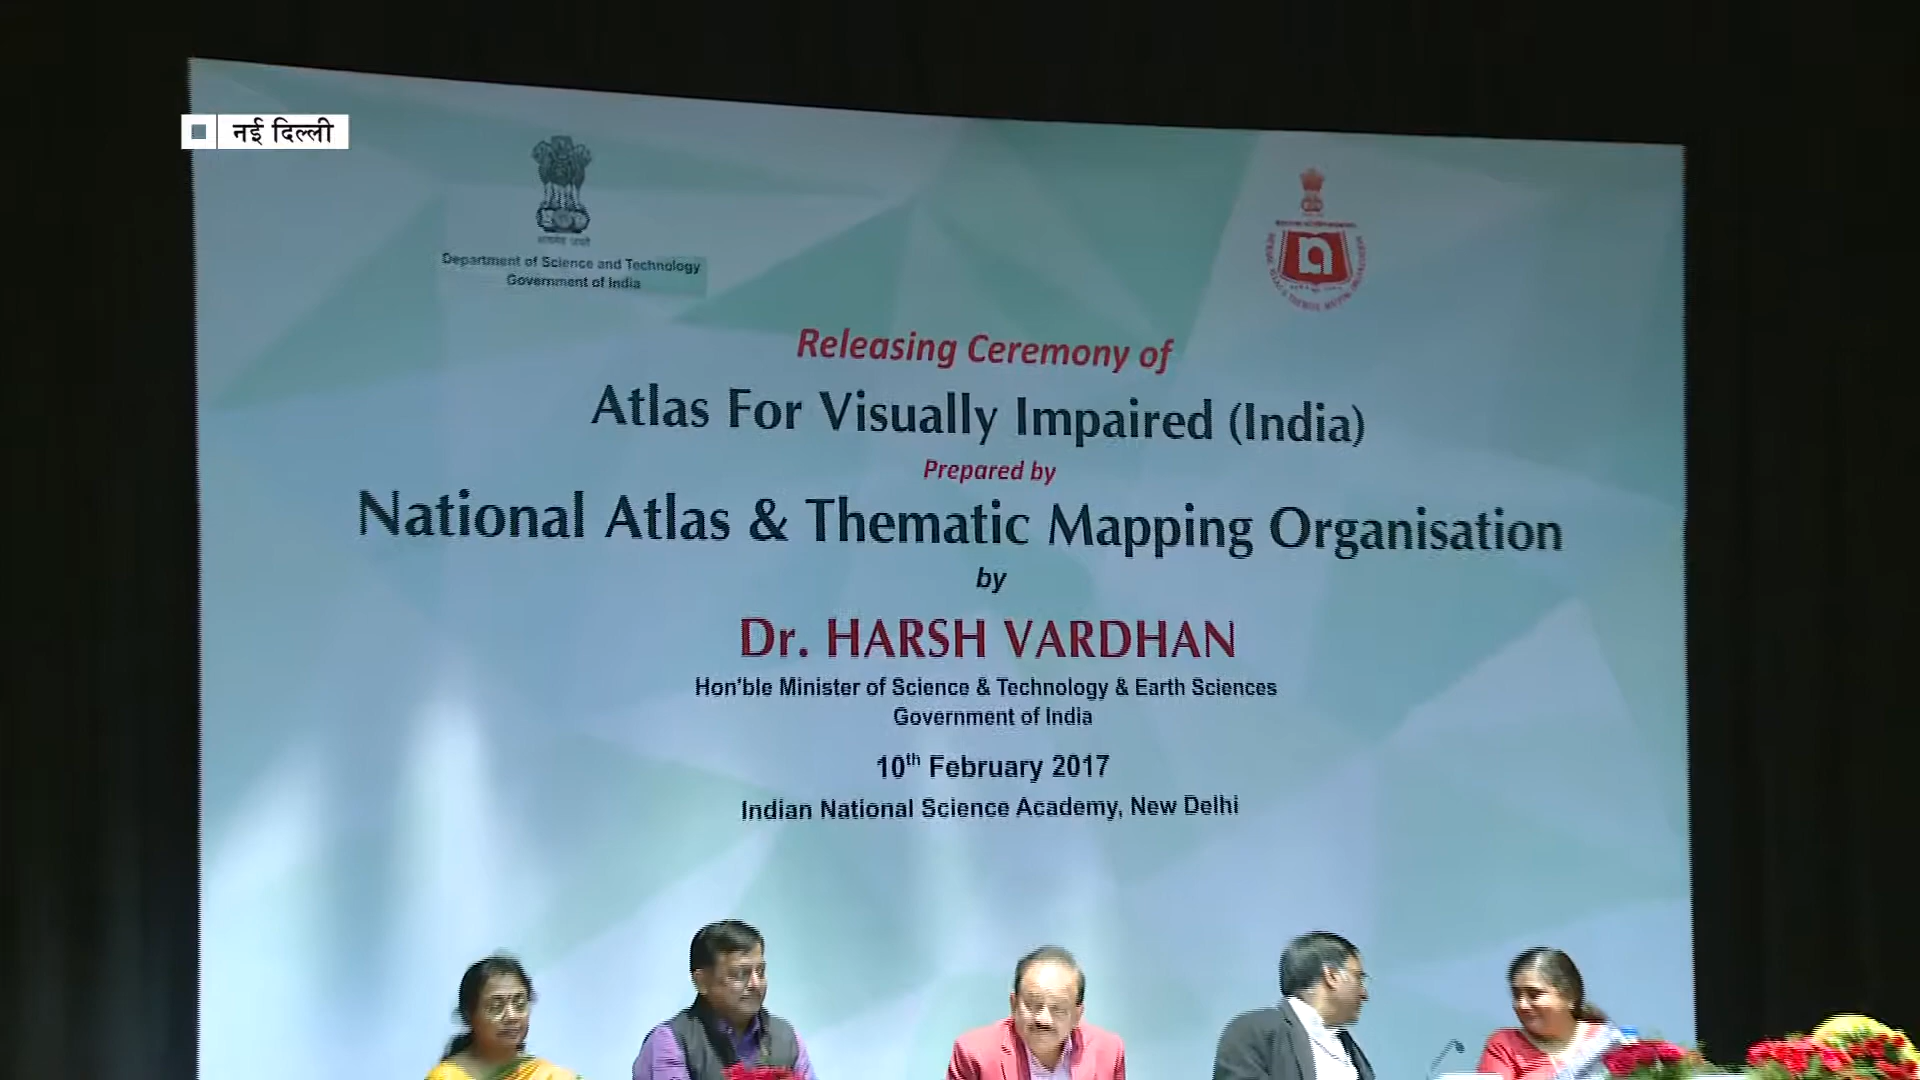 नई दिल्ली
Department of Science and Technology
Government of India
Releasing Ceremony of
Atlas For Visually Impaired (India)
Prepared by
National Atlas & Thematic Mapping Organisation
by
Dr. HARSH VARDHAN
Hon'ble Minister of Science & Technology & Earth Sciences
Government of India
10th February 2017
Indian National Science Academy, New Delhi